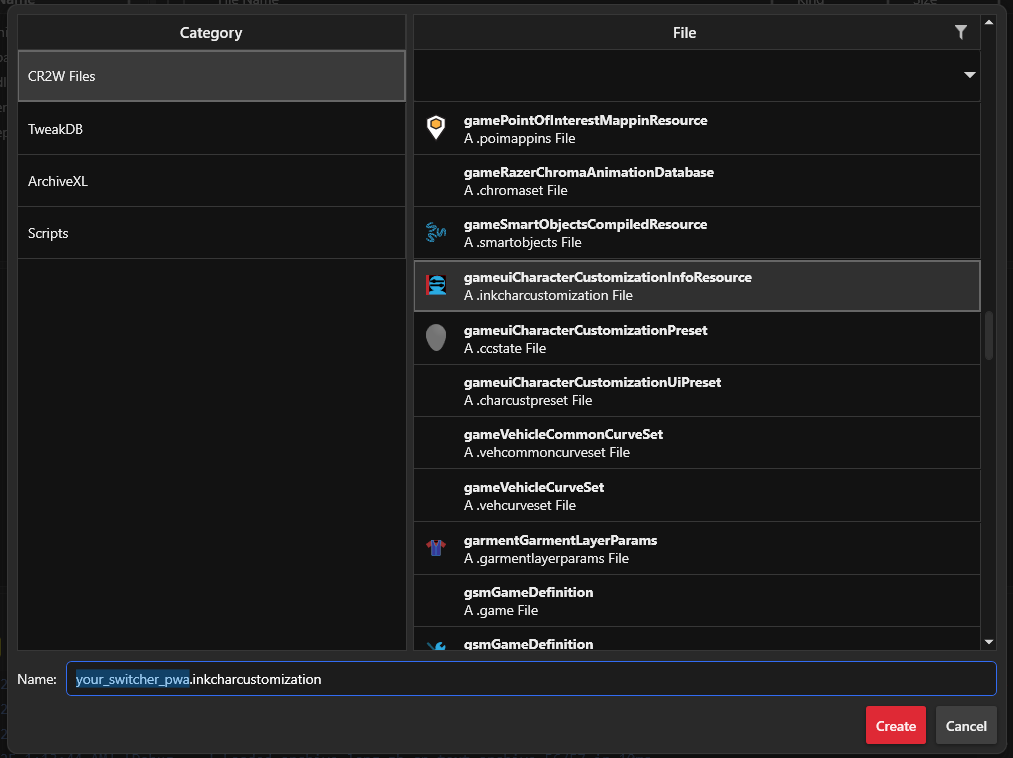 Category
File
CR2W Files
TweakDB
ArchiveXL
Scripts
gamePointOfInterestMappinResource
A .poimappins File
gameRazerChromaAnimationDatabase
A .chromaset File
gameSmartObjectsCompiledResource
A .smartobjects File
gameuiCharacterCustomizationInfoResource
A .inkcharcustomization File
gameuiCharacterCustomizationPreset
A .ccstate File
gameuiCharacterCustomizationUiPreset
A .charcustpreset File
gameVehicleCommonCurveSet
A .vehcommoncurveset File
gameVehicleCurveSet
A .vehcurveset File
garmentGarmentLayerParams
A .garmentlayerparams File
gsmGameDefinition
A .game File
gsmGameDefinition
Name: your_switcher_pwa.inkcharcustomization
Create Cancel